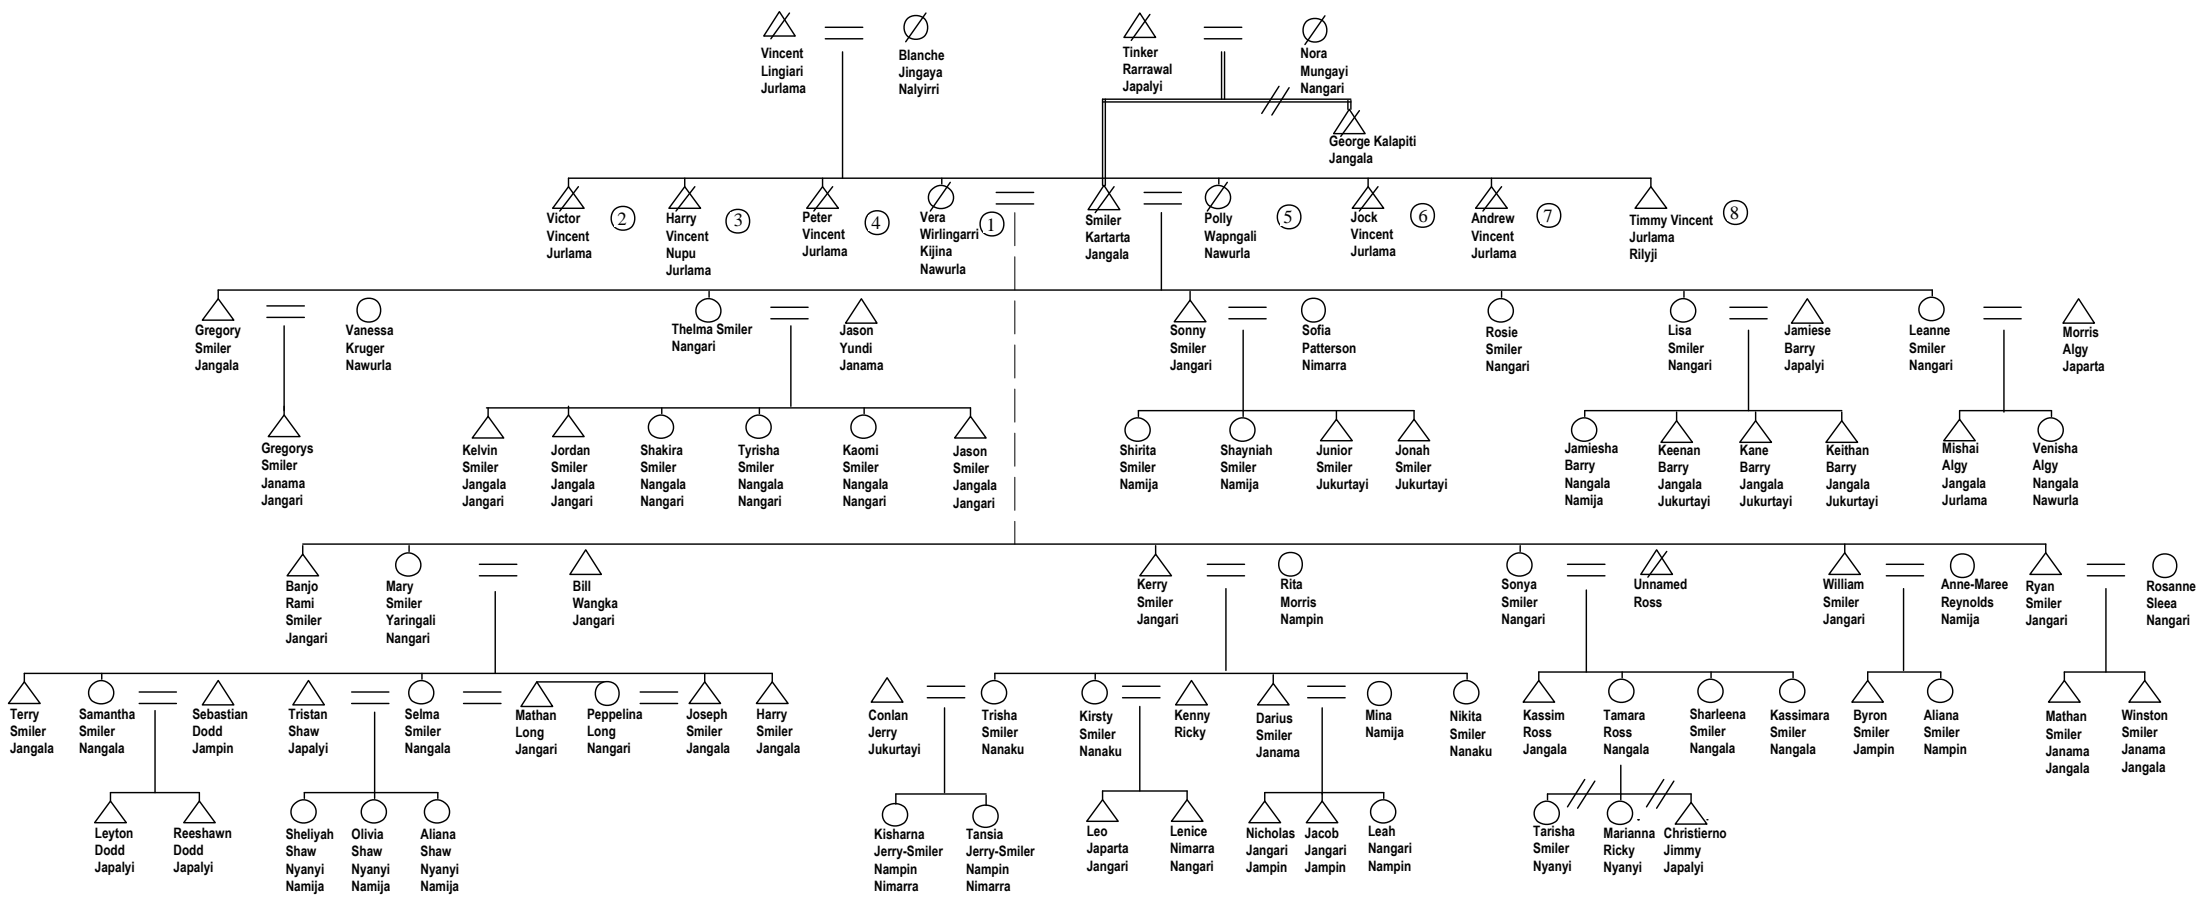 Vincent
Lingiari
Jurlama
Blanche
Jingaya
Nalyirri
Tinker
Rarrawal
Japalyi
Nora
Mungayi
Nangari
George Kalapiti
Jangala
Victor
Vincent
Jurlama
2
Harry
Vincent
Nupu
Jurlama
3
Peter
Vincent
Jurlama
4
Vera
Wirlingarri
Kijina
Nawurla
1
Smiler
Kartarta
Jangala
Polly
Wapngali
Nawurla
5
Jock
Vincent
Jurlama
6
Andrew
Vincent
Jurlama
7
Timmy Vincent
Jurlama
Rilyji
8
Gregory
Smiler
Jangala
Vanessa
Kruger
Nawurla
Thelma Smiler
Nangari
Jason
Yundi
Janama
Sonny
Smiler
Jangari
Sofia
Patterson
Nimarra
Rosie
Smiler
Nangari
Lisa
Smiler
Nangari
Jamiese
Barry
Japalyi
Leanne
Smiler
Nangari
Morris
Algy
Japarta
Gregorys
Smiler
Janama
Jangari
Kelvin
Smiler
Jangala
Jangari
Jordan
Smiler
Jangala
Jangari
Shakira
Smiler
Nangala
Nangari
Tyrisha
Smiler
Nangala
Nangari
Kaomi
Smiler
Nangala
Nangari
Jason
Smiler
Jangala
Jangari
Shirita
Smiler
Namija
Shayniah
Smiler
Namija
Junior
Smiler
Jukurtayi
Jonah
Smiler
Jukurtayi
Jamiesha
Barry
Nangala
Namija
Keenan
Barry
Jangala
Jukurtayi
Kane
Barry
Jangala
Jukurtayi
Keithan
Barry
Jangala
Jukurtayi
Mishai
Algy
Jangala
Jurlama
Venisha
Algy
Nangala
Nawurla
Banjo
Rami
Smiler
Jangari
Mary
Smiler
Yaringali
Nangari
Bill
Wangka
Jangari
Kerry
Smiler
Jangari
Rita
Morris
Nampin
Sonya
Smiler
Nangari
Unnamed
Ross
William
Smiler
Jangari
Anne-Maree
Reynolds
Namija
Ryan
Smiler
Jangari
Rosanne
Sleea
Nangari
Terry
Smiler
Jangala
Samantha
Smiler
Nangala
Sebastian
Dodd
Jampin
Tristan
Shaw
Japalyi
Selma
Smiler
Nangala
Mathan
Long
Jangari
Peppelina
Long
Nangari
Joseph
Smiler
Jangala
Harry
Smiler
Jangala
Conlan
Jerry
Jukurtayi
Trisha
Smiler
Nanaku
Kirsty
Smiler
Nanaku
Kenny
Ricky
Darius
Smiler
Janama
Mina
Namija
Nikita
Smiler
Nanaku
Kassim
Ross
Jangala
Tamara
Ross
Nangala
Sharleena
Smiler
Nangala
Kassimara
Smiler
Nangala
Byron
Smiler
Jampin
Aliana
Smiler
Nampin
Mathan
Smiler
Janama
Jangala
Winston
Smiler
Janama
Jangala
Leyton
Dodd
Japalyi
Reeshawn
Dodd
Japalyi
Sheliyah
Shaw
Nyanyi
Namija
Olivia
Shaw
Nyanyi
Namija
Aliana
Shaw
Nyanyi
Namija
Kisharna
Jerry-Smiler
Nampin
Nimarra
Tansia
Jerry-Smiler
Nampin
Nimarra
Leo
Japarta
Jangari
Lenice
Nimarra
Nangari
Nicholas
Jangari
Jampin
Jacob
Jangari
Jampin
Leah
Nangari
Nampin
Tarisha
Smiler
Nyanyi
Marianna
Ricky
Nyanyi
Christierno
Jimmy
Japalyi